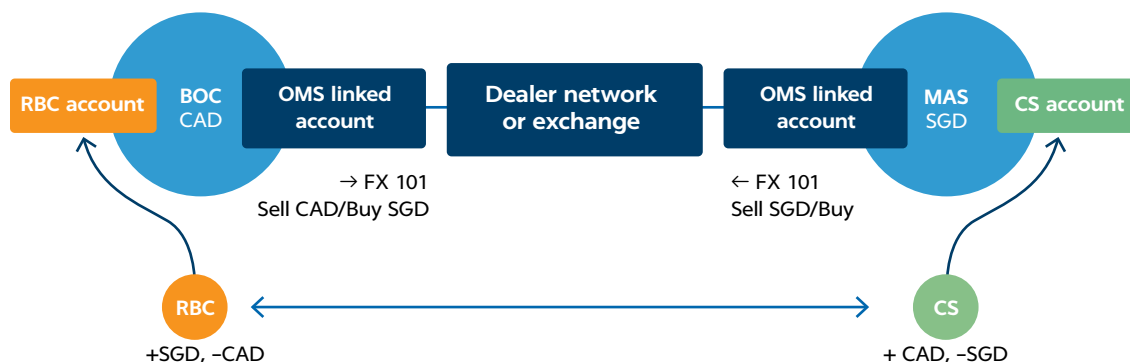 RBC account
BOC
CAD
OMS linked
account
Dealer network
or exchange
OMS linked
account
MAS
SGD
CS account
→ FX 101
Sell CAD/Buy SGD
← FX 101
Sell SGD/Buy
RBC
+SGD, –CAD
CS
+ CAD, –SGD